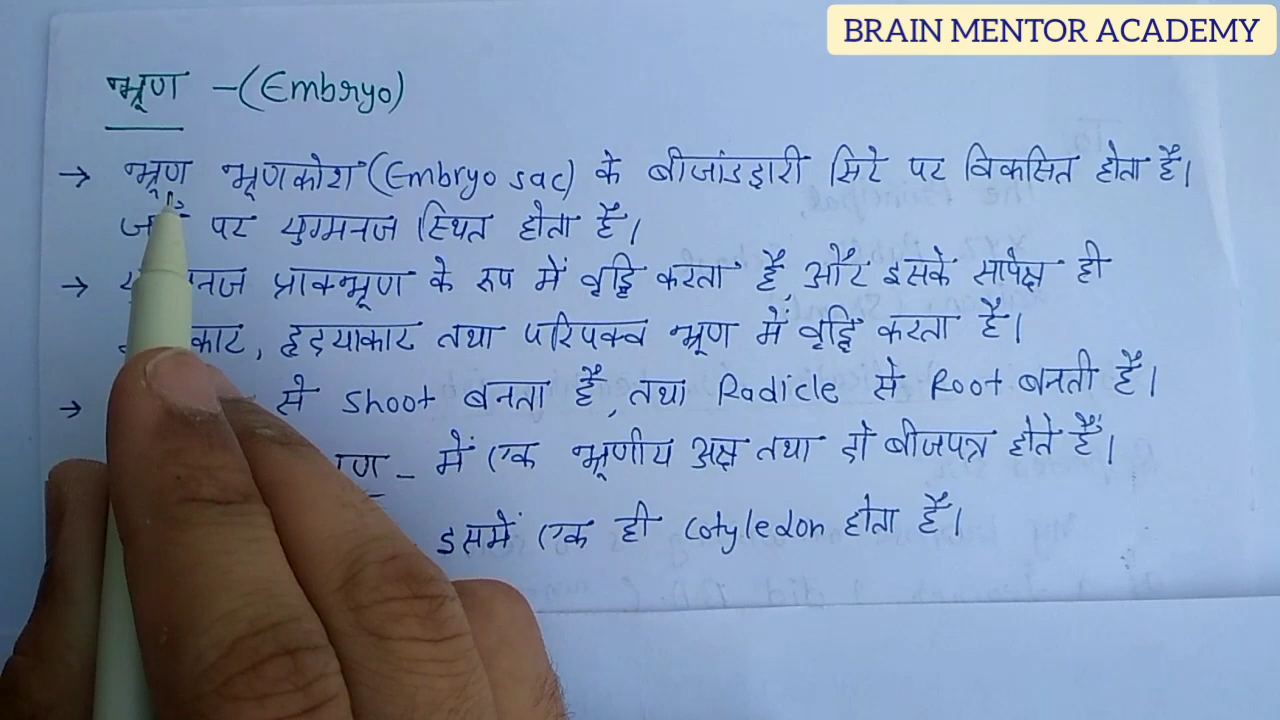 BRAIN MENTOR ACADEMY
भ्रूण -(Embryo)
→ भ्रूण भ्रूणकोश (Embryo sac) के बीजांडद्वारी सिरे पर विकसित होता है।
पर युग्मनज स्थित होता है।
→ प्राकभ्रूण के रूप में वृद्धि करता है, और इसके सापेक्ष ही
हृदयाकार तथा परिपक्व भ्रूण में वृद्धि करता है।
→ से shoot बनता है, तथा Radicle से Root बनती है।
में एक भ्रूणीय अक्ष तथा दो बीजपत्र होते हैं।
इसमें एक ही Cotyledon होता है।